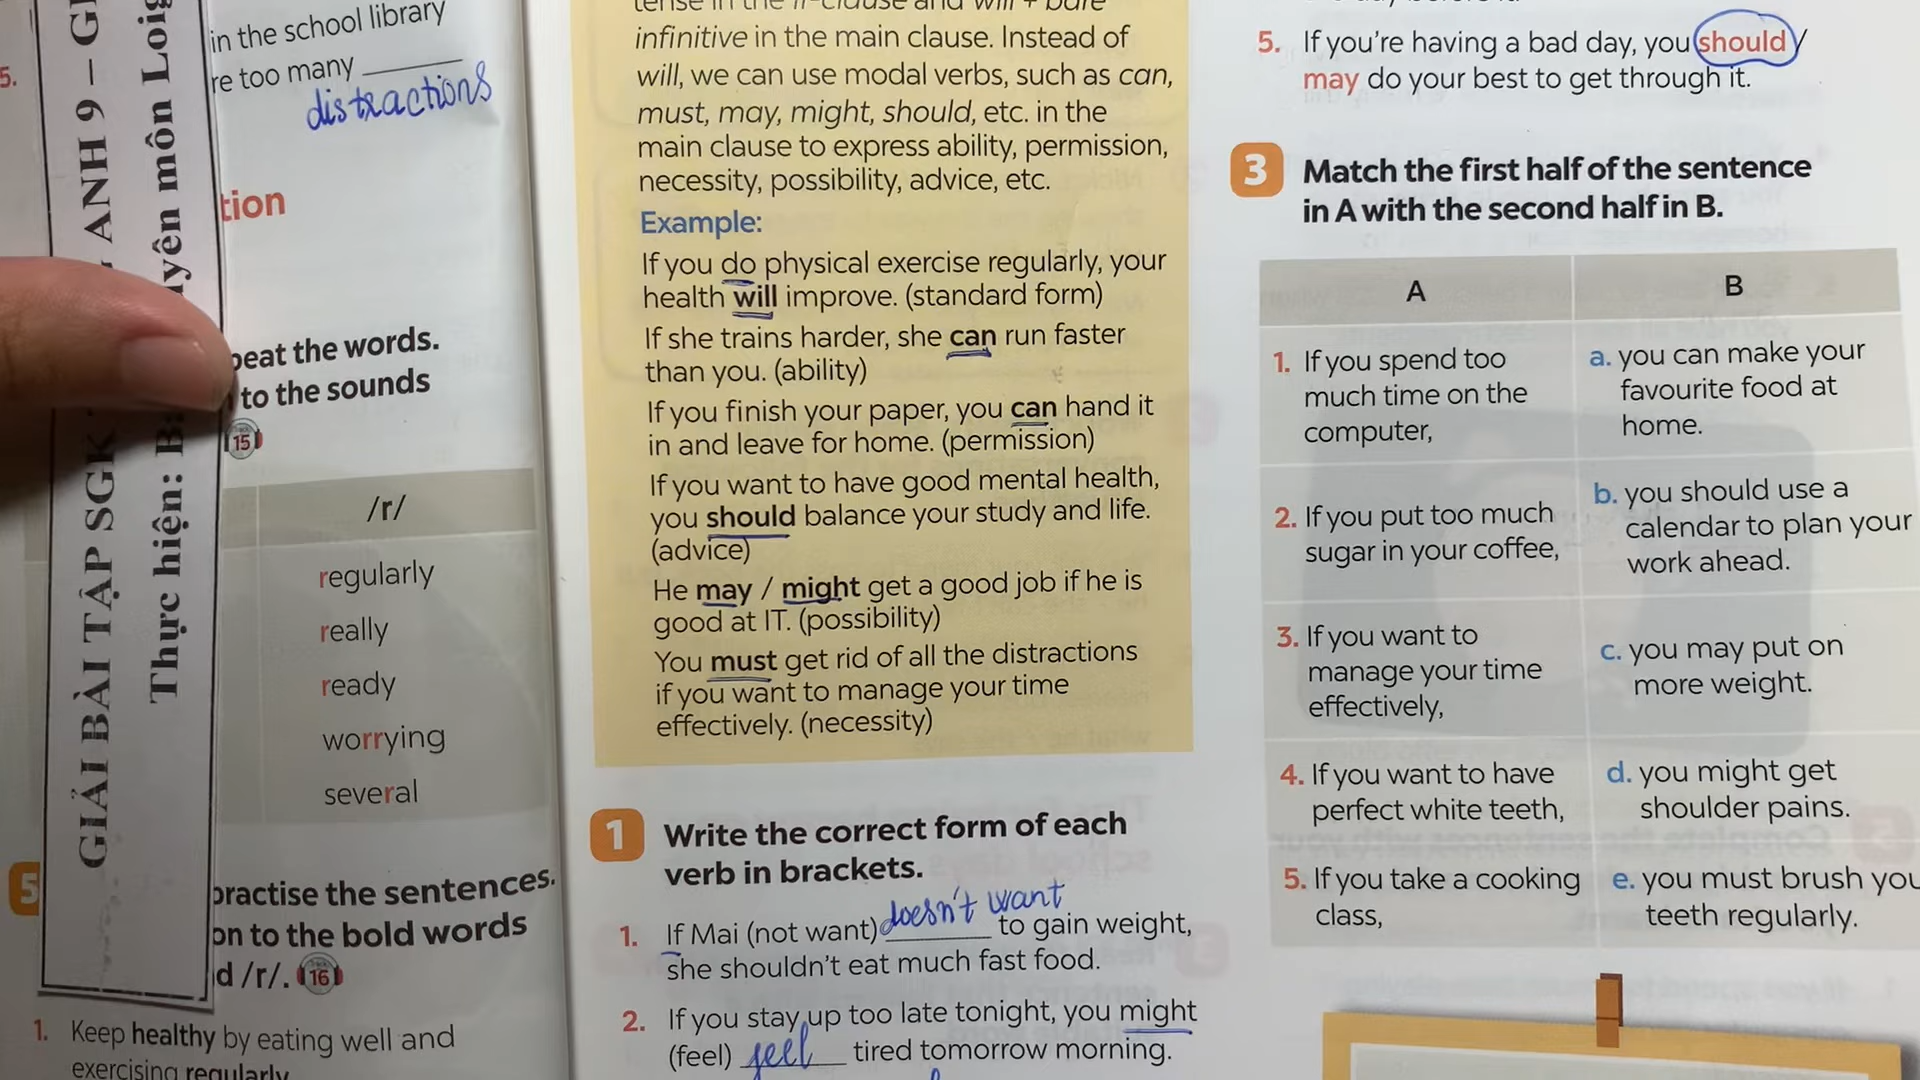 in the school library
re too many
distractions
5.
tion
peat the words.
to the sounds
15
/r/
regularly
really
ready
worrying
several
5
practise the sentences.
on to the bold words
d /r/. 16
1. Keep healthy by eating well and
exercising regularly
GIẢI BÀI TẬP SGK
ANH 9 –
Thực hiện:
yên môn
tense in the if-clause and will + bare
infinitive in the main clause. Instead of
will, we can use modal verbs, such as can,
must, may, might, should, etc. in the
main clause to express ability, permission,
necessity, possibility, advice, etc.
Example:
If you do physical exercise regularly, your
health will improve. (standard form)
If she trains harder, she can run faster
than you. (ability)
If you finish your paper, you can hand it
in and leave for home. (permission)
If you want to have good mental health,
you should balance your study and life.
(advice)
He may / might get a good job if he is
good at IT. (possibility)
You must get rid of all the distractions
if you want to manage your time
effectively. (necessity)
1 Write the correct form of each
verb in brackets.
doesn't want
1. If Mai (not want) to gain weight,
she shouldn't eat much fast food.
2. If you stay up too late tonight, you might
(feel) feel tired tomorrow morning.
5. If you're having a bad day, you should /
may do your best to get through it.
3 Match the first half of the sentence
in A with the second half in B.
A
B
1. If you spend too
much time on the
computer,
a. you can make your
favourite food at
home.
2. If you put too much
sugar in your coffee,
b. you should use a
calendar to plan your
work ahead.
3. If you want to
manage your time
effectively,
c. you may put on
more weight.
4. If you want to have
perfect white teeth,
d. you might get
shoulder pains.
5. If you take a cooking
class,
e. you must brush you
teeth regularly.